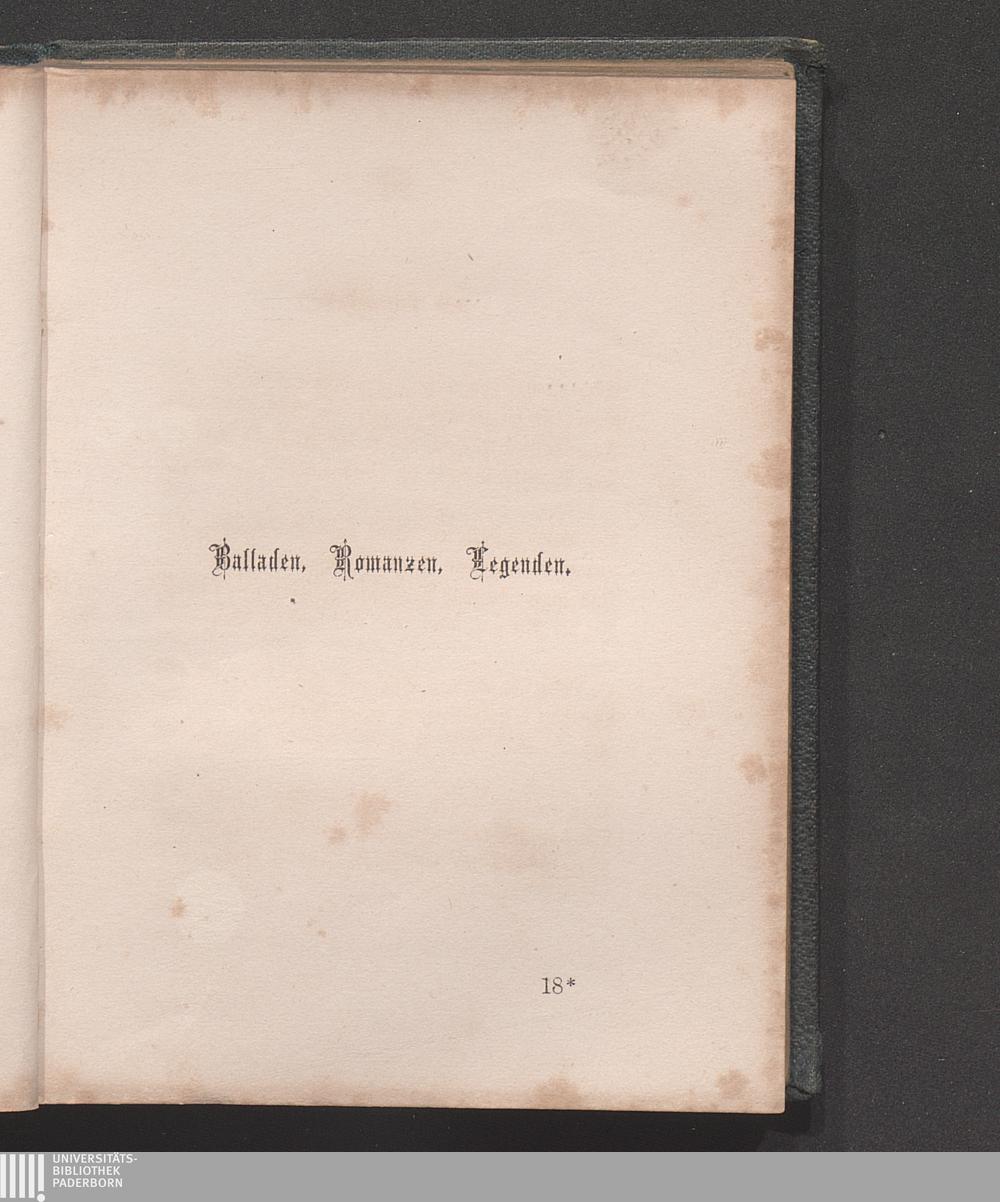 Balladen, Romanzen, Legenden.
18*
UNIVERSITÄTS-
BIBLIOTHEK
PADERBORN